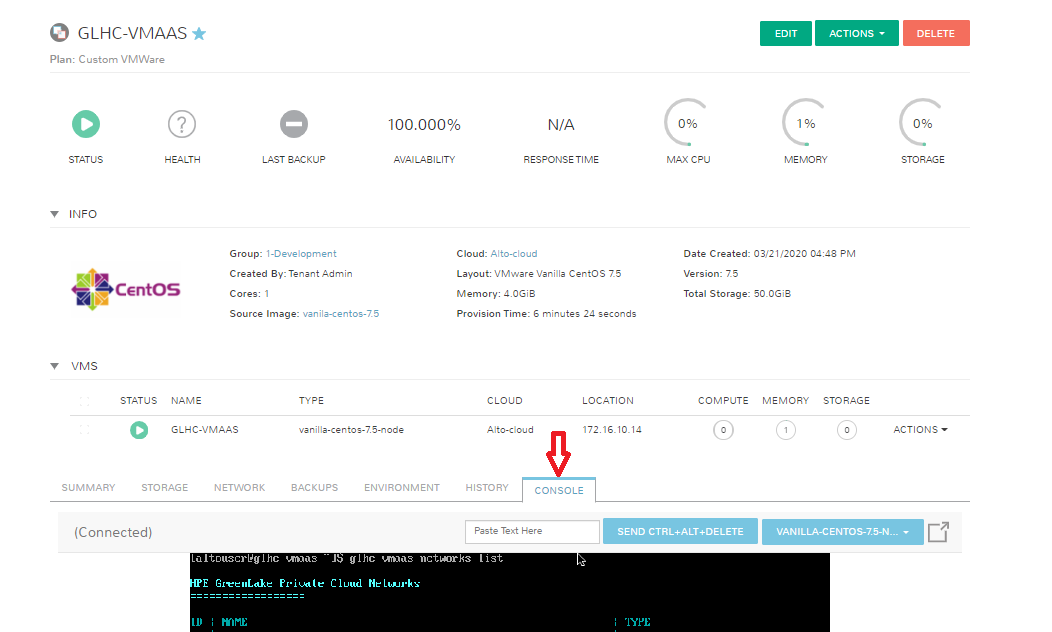 GLHC-VMAAS
EDIT ACTIONS DELETE
Plan: Custom VMWare
? 100.000% N/A 0% 1% 0%
STATUS HEALTH LAST BACKUP AVAILABILITY RESPONSE TIME MAX CPU MEMORY STORAGE
INFO
Group: 1-Development Cloud: Alto-cloud Date Created: 03/21/2020 04:48 PM
Created By: Tenant Admin Layout: VMware Vanilla CentOS 7.5 Version: 7.5
CentOS
Cores: 1 Memory: 4.0GiB Total Storage: 50.0GiB
Source Image: vanila-centos-7.5 Provision Time: 6 minutes 24 seconds
VMS
STATUS NAME TYPE CLOUD LOCATION COMPUTE MEMORY STORAGE
GLHC-VMAAS vanilla-centos-7.5-node Alto-cloud 172.16.10.14 0 1 0 ACTIONS
SUMMARY STORAGE NETWORK BACKUPS ENVIRONMENT HISTORY CONSOLE
(Connected) Paste Text Here SEND CTRL+ALT+DELETE VANILLA-CENTOS-7.5-N...
[altouser@glhc vmaas ~]$ glhc vmaas networks list
HPE GreenLake Private Cloud Networks
==================
ID | NAME | TYPE